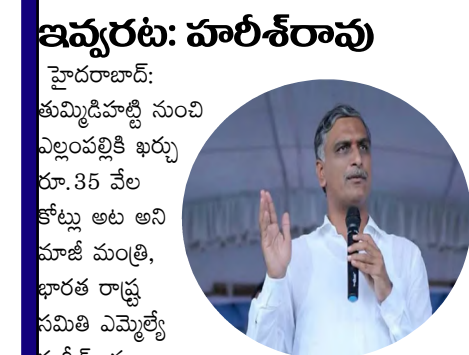 ఇవ్వరట: హరీశ్‌రావు
హైదరాబాద్:
తుమ్మిడిహట్టి నుంచి
ఎల్లంపల్లికి ఖర్చు
రూ.35 వేల
కోట్లు అట అని
మాజీ మంత్రి,
భారత రాష్ట్ర
సమితి ఎమ్మెల్యే